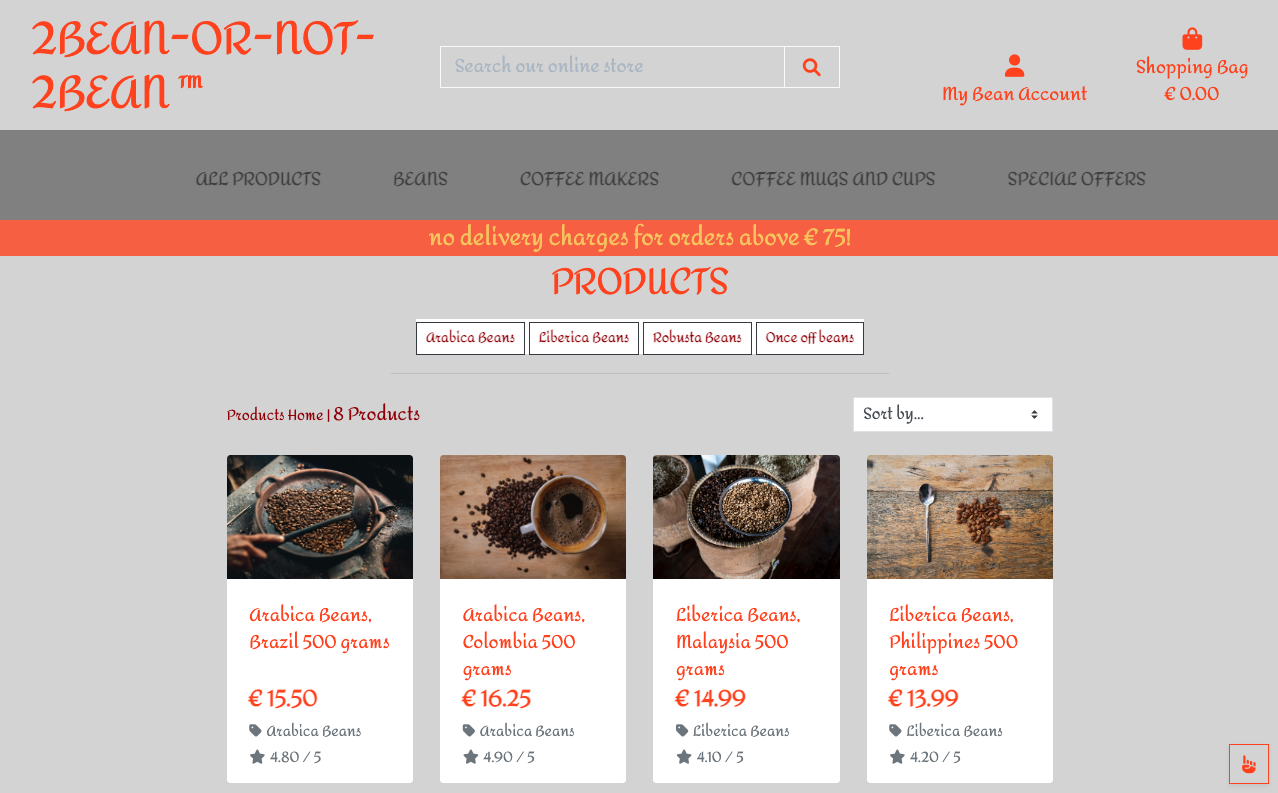 2BEAN-OR-NOT-
2BEAN ™
Search our online store
My Bean Account
Shopping Bag
€ 0.00
ALL PRODUCTS BEANS COFFEE MAKERS COFFEE MUGS AND CUPS SPECIAL OFFERS
no delivery charges for orders above € 75!
PRODUCTS
Arabica Beans Liberica Beans Robusta Beans Once off beans
Products Home | 8 Products
Sort by...
Arabica Beans,
Brazil 500 grams
€ 15.50
Arabica Beans
4.80 / 5
Arabica Beans,
Colombia 500
grams
€ 16.25
Arabica Beans
4.90 / 5
Liberica Beans,
Malaysia 500
grams
€ 14.99
Liberica Beans
4.10 / 5
Liberica Beans,
Philippines 500
grams
€ 13.99
Liberica Beans
4.20 / 5